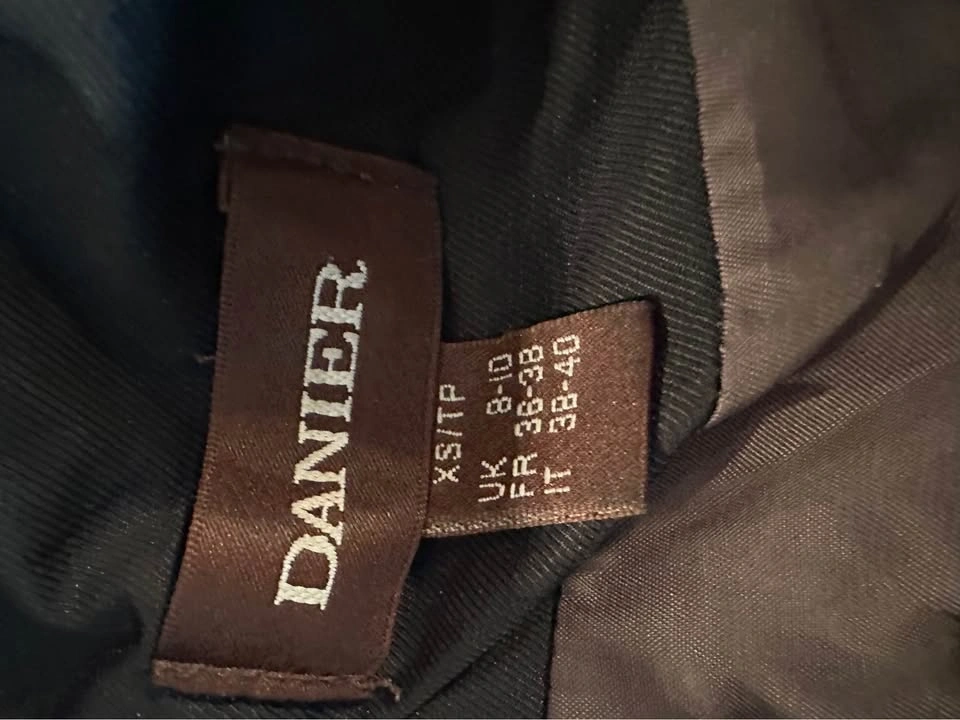 DANIER
XS/TP
UK 8-10
FR 36-38
IT 38-40